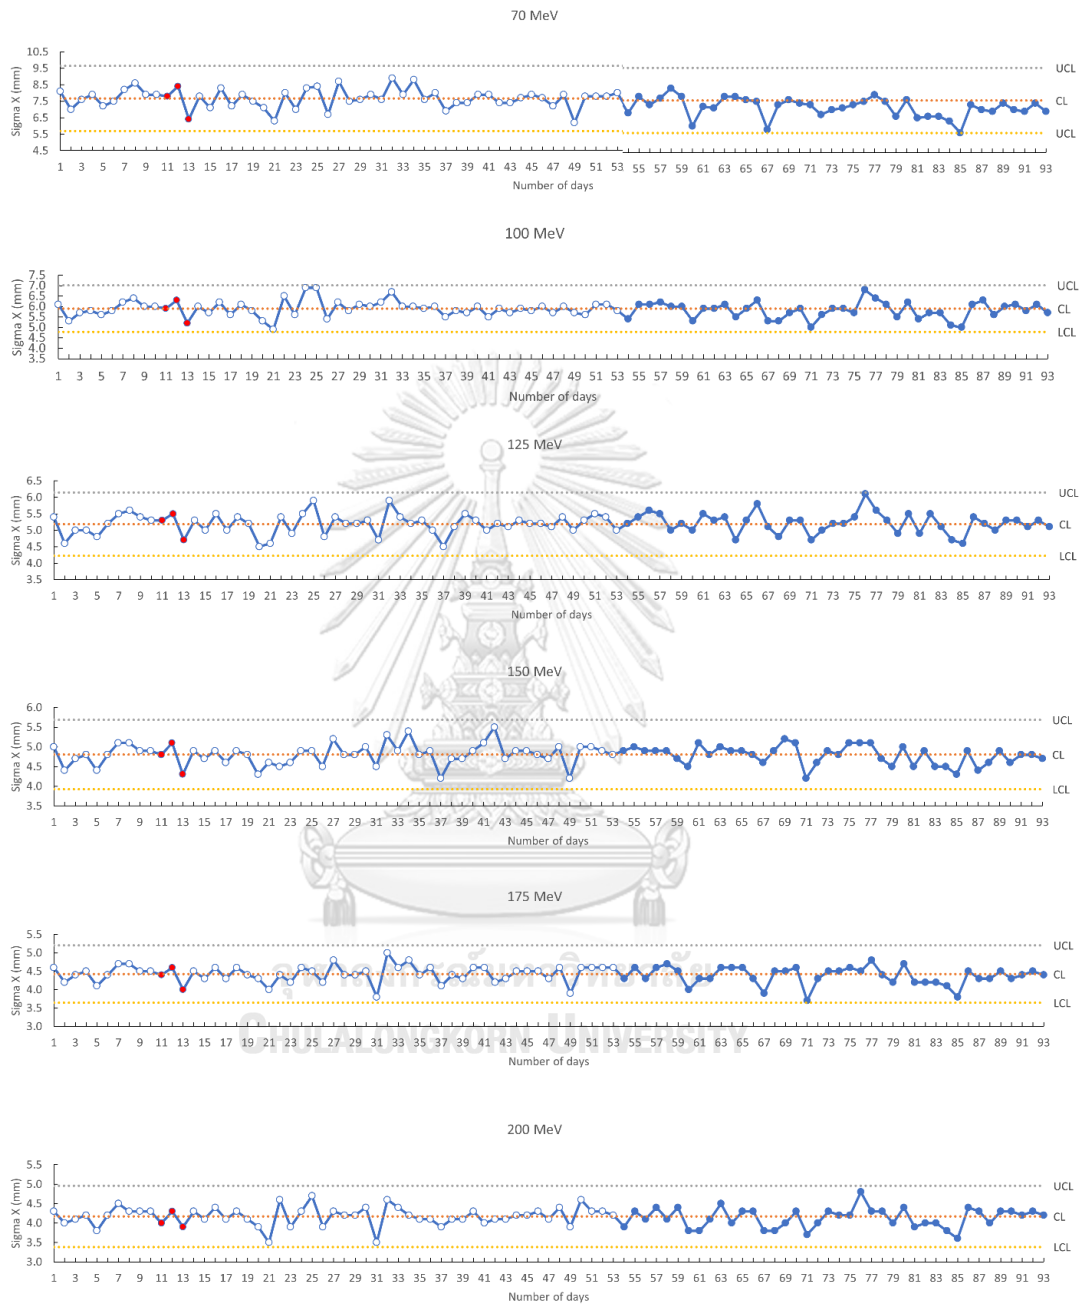 70 MeV
10.5
9.5
8.5
7.5
6.5
5.5
4.5
Sigma X (mm)
UCL
CL
UCL
1 3 5 7 9 11 13 15 17 19 21 23 25 27 29 31 33 35 37 39 41 43 45 47 49 51 53 55 57 59 61 63 65 67 69 71 73 75 77 79 81 83 85 87 89 91 93
Number of days
100 MeV
7.5
7.0
6.5
6.0
5.5
5.0
4.5
4.0
3.5
Sigma X (mm)
UCL
CL
LCL
1 3 5 7 9 11 13 15 17 19 21 23 25 27 29 31 33 35 37 39 41 43 45 47 49 51 53 55 57 59 61 63 65 67 69 71 73 75 77 79 81 83 85 87 89 91 93
Number of days
125 MeV
6.5
6.0
5.5
5.0
4.5
4.0
3.5
Sigma X (mm)
UCL
CL
LCL
1 3 5 7 9 11 13 15 17 19 21 23 25 27 29 31 33 35 37 39 41 43 45 47 49 51 53 55 57 59 61 63 65 67 69 71 73 75 77 79 81 83 85 87 89 91 93
Number of days
150 MeV
6.0
5.5
5.0
4.5
4.0
3.5
Sigma X (mm)
UCL
CL
LCL
1 3 5 7 9 11 13 15 17 19 21 23 25 27 29 31 33 35 37 39 41 43 45 47 49 51 53 55 57 59 61 63 65 67 69 71 73 75 77 79 81 83 85 87 89 91 93
Number of days
175 MeV
5.5
5.0
4.5
4.0
3.5
3.0
Sigma X (mm)
UCL
CL
LCL
จุฬาลงกรณ์มหาวิทยาลัย
CHULALONGKORN UNIVERSITY
1 3 5 7 9 11 13 15 17 19 21 23 25 27 29 31 33 35 37 39 41 43 45 47 49 51 53 55 57 59 61 63 65 67 69 71 73 75 77 79 81 83 85 87 89 91 93
Number of days
200 MeV
5.5
5.0
4.5
4.0
3.5
3.0
Sigma X (mm)
UCL
CL
LCL
1 3 5 7 9 11 13 15 17 19 21 23 25 27 29 31 33 35 37 39 41 43 45 47 49 51 53 55 57 59 61 63 65 67 69 71 73 75 77 79 81 83 85 87 89 91 93
Number of days